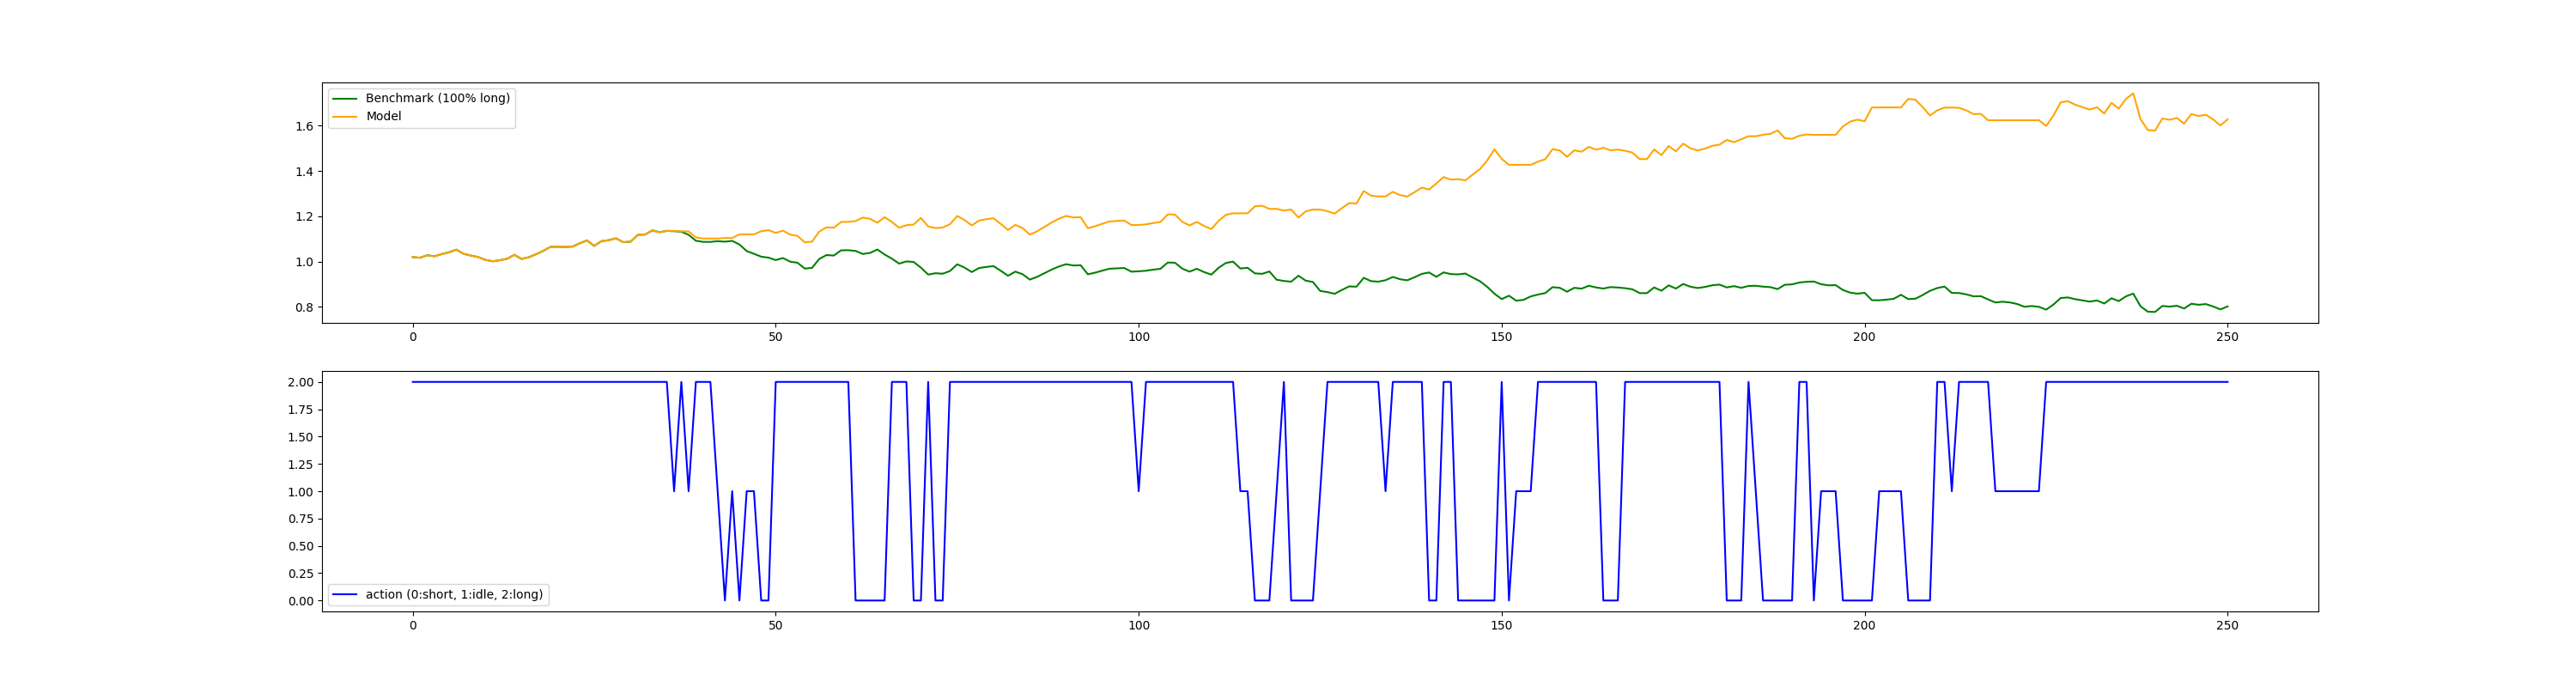 Benchmark (100% long)
Model
1.6
1.4
1.2
1.0
0.8
0 50 100 150 200 250
2.00
1.75
1.50
1.25
1.00
0.75
0.50
0.25
0.00
action (0:short, 1:idle, 2:long)
0 50 100 150 200 250